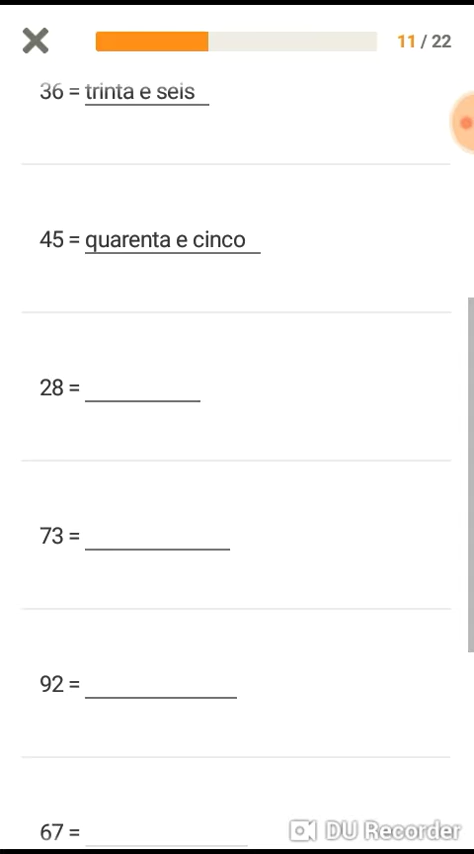 11 / 22
36 = trinta e seis
45 = quarenta e cinco
28 =
73 =
92 =
67 =
DU Recorder